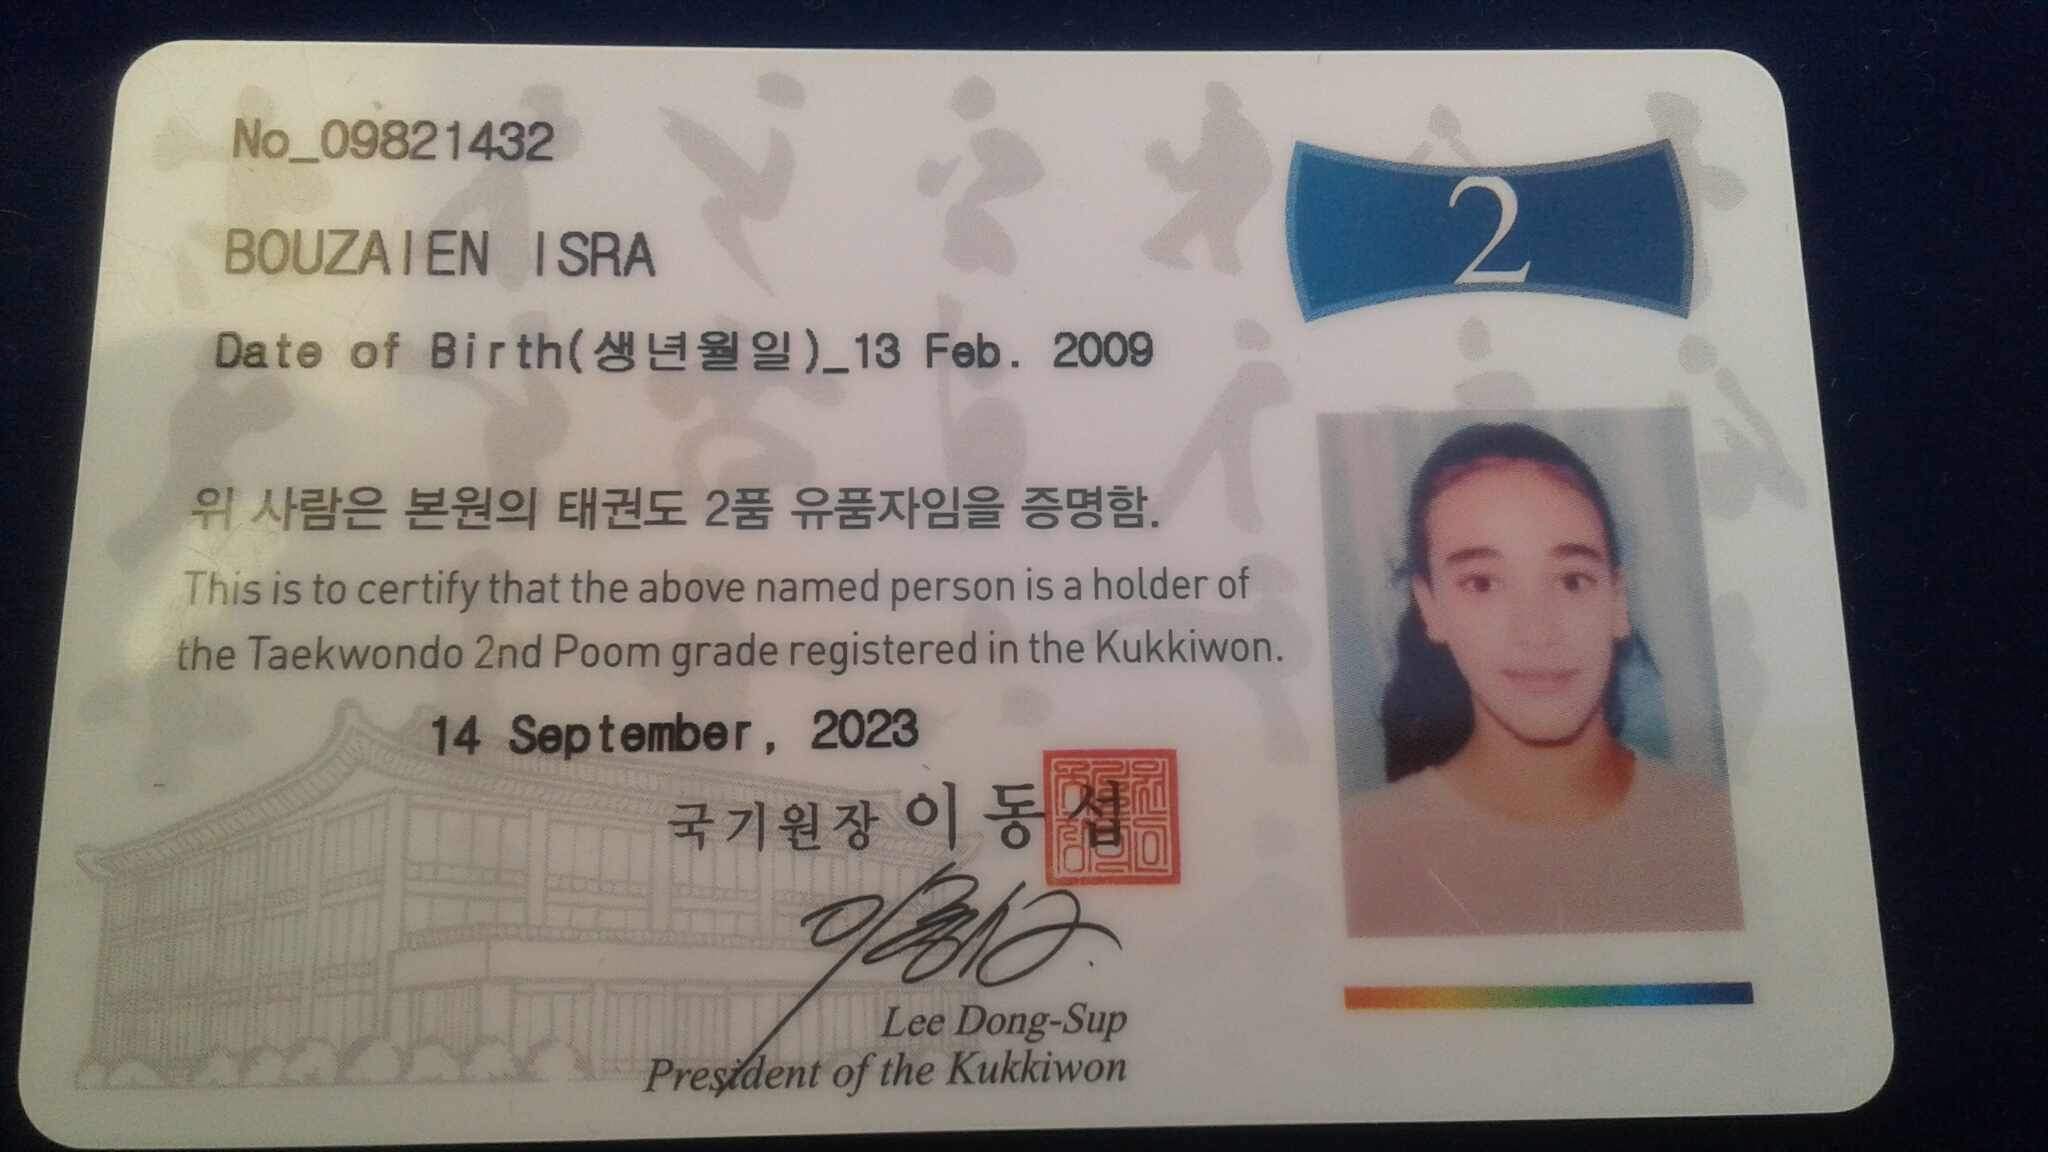 No_09821432
2
BOUZAIEN ISRA
Date of Birth(생년월일)_13 Feb. 2009
위 사람은 본원의 태권도 2품 유품자임을 증명함.
This is to certify that the above named person is a holder of
the Taekwondo 2nd Poom grade registered in the Kukkiwon.
14 September, 2023
국기원장 이동섭
Lee Dong-Sup
President of the Kukkiwon